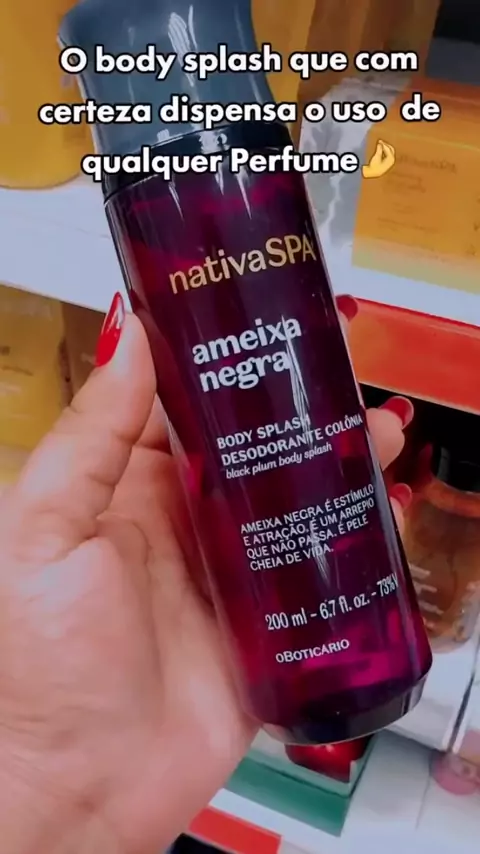 O body splash que com
certeza dispensa o uso de
qualquer Perfume🤌
nativaSPA
ameixa
negra
BODY SPLASH
DESODORANTE COLÔNIA
black plum body splash
AMEIXA NEGRA É ESTÍMULO
E ATRAÇÃO. É UM ARREPIO
QUE NÃO PASSA. É PELE
CHEIA DE VIDA.
200 ml - 6.7 fl. oz. - 73%V
oBOTICÁRIO